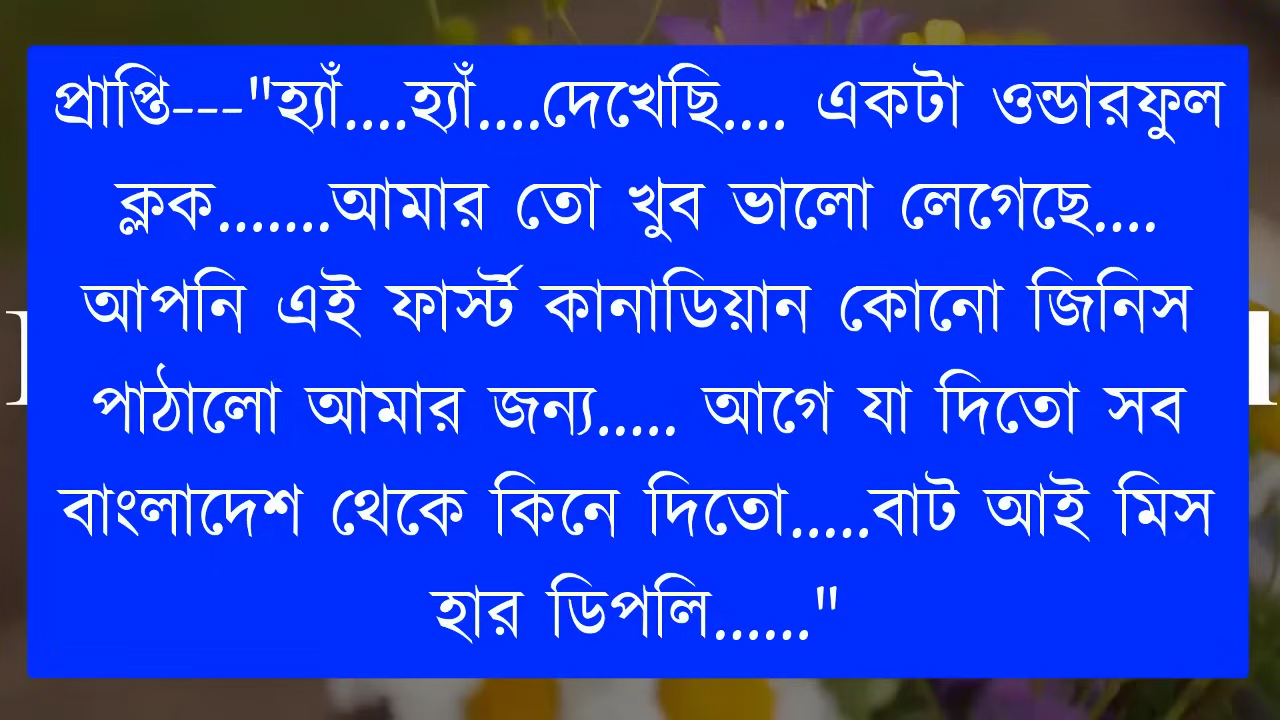 প্রাপ্তি---"হ্যাঁ....হ্যাঁ....দেখেছি.... একটা ওন্ডারফুল
ক্লক.......আমার তো খুব ভালো লেগেছে....
আপনি এই ফার্স্ট কানাডিয়ান কোনো জিনিস
পাঠালো আমার জন্য..... আগে যা দিতো সব
বাংলাদেশ থেকে কিনে দিতো.....বাট আই মিস
হার ডিপলি......"